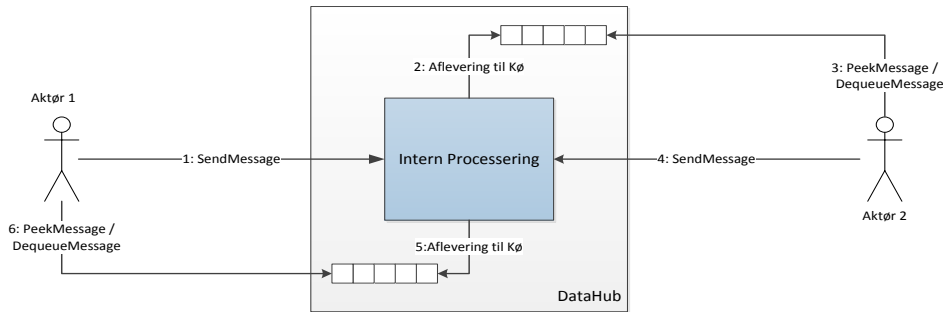 2: Aflevering til Kø
3: PeekMessage /
DequeueMessage
Aktør 1
1: SendMessage
Intern Processering
4: SendMessage
Aktør 2
6: PeekMessage /
DequeueMessage
5:Aflevering til Kø
DataHub